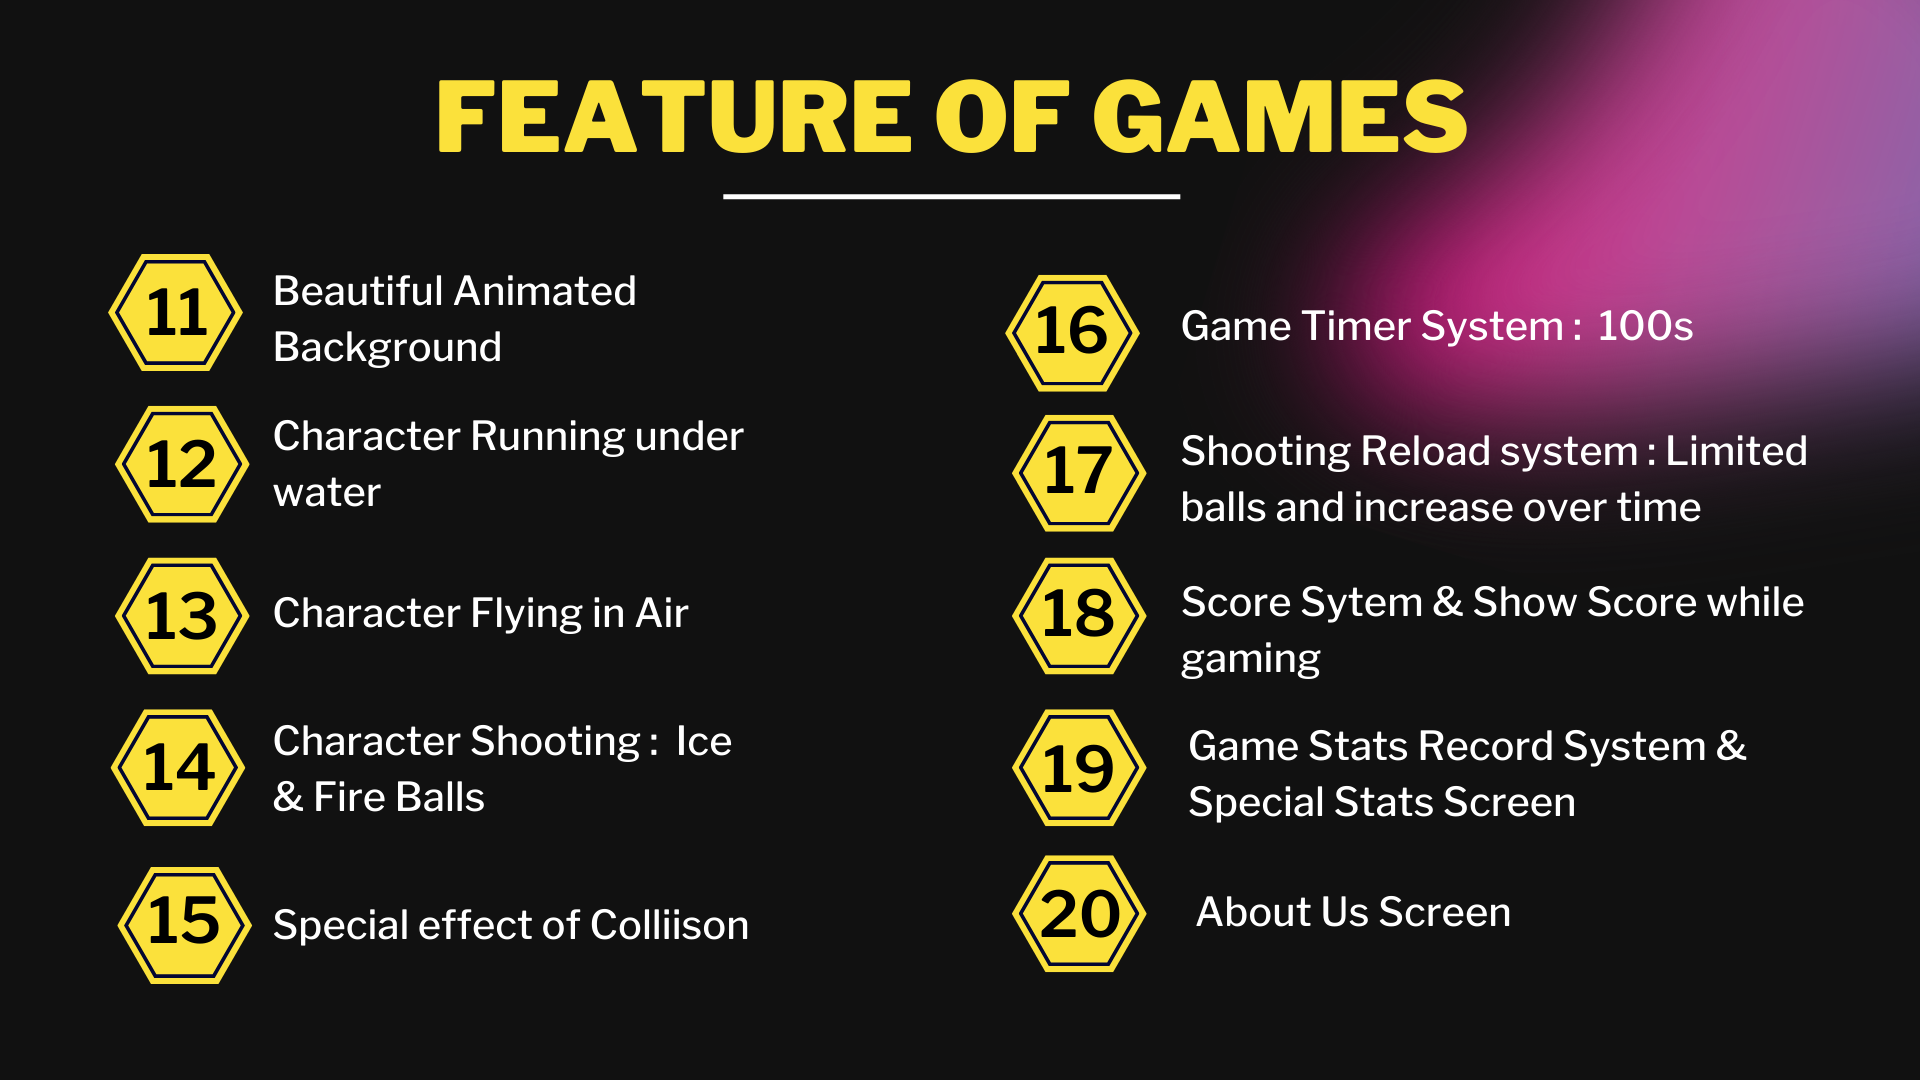 FEATURE OF GAMES
11
Beautiful Animated
Background
12
Character Running under
water
13
Character Flying in Air
14
Character Shooting : Ice
& Fire Balls
15
Special effect of Colliison
16
Game Timer System : 100s
17
Shooting Reload system : Limited
balls and increase over time
18
Score Sytem & Show Score while
gaming
19
Game Stats Record System &
Special Stats Screen
20
About Us Screen